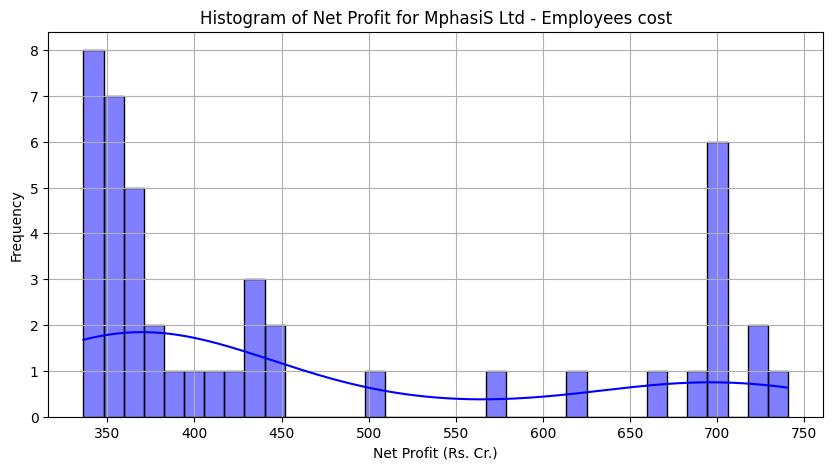 Histogram of Net Profit for MphasiS Ltd - Employees cost
8
7
6
5
4
3
2
1
0
Frequency
350 400 450 500 550 600 650 700 750
Net Profit (Rs. Cr.)